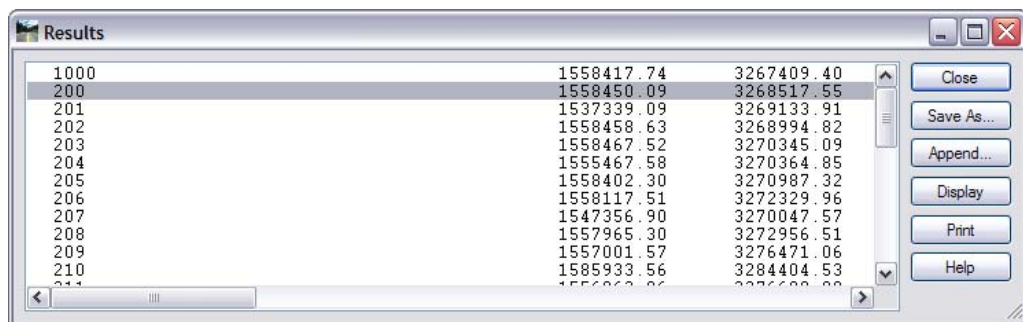 Results
1000 1558417.74 3267409.40
200 1558450.09 3268517.55
201 1537339.09 3269133.91
202 1558458.63 3268994.82
203 1558467.52 3270345.09
204 1555467.58 3270364.85
205 1558402.30 3270987.32
206 1558117.51 3272329.96
207 1547356.90 3270047.57
208 1557965.30 3272956.51
209 1557001.57 3276471.06
210 1585933.56 3284404.53
Close
Save As...
Append...
Display
Print
Help